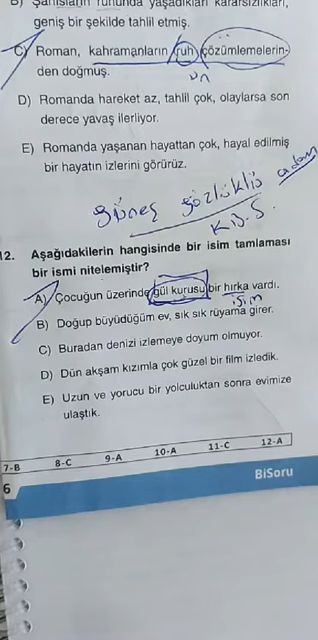 D) Şahısların ruhunda yaşadıkları kararsızlıkları,
geniş bir şekilde tahlil etmiş.
C) Roman, kahramanların ruh çözümlemelerin-
den doğmuş.
D) Romanda hareket az, tahlil çok, olaylarsa son
derece yavaş ilerliyor.
E) Romanda yaşanan hayattan çok, hayal edilmiş
bir hayatın izlerini görürüz.
güneş gözlüklü adam
K.B.S.
12. Aşağıdakilerin hangisinde bir isim tamlaması
bir ismi nitelemiştir?
A) Çocuğun üzerinde gül kurusu bir hırka vardı.
isim
B) Doğup büyüdüğüm ev, sık sık rüyama girer.
C) Buradan denizi izlemeye doyum olmuyor.
D) Dün akşam kızımla çok güzel bir film izledik.
E) Uzun ve yorucu bir yolculuktan sonra evimize
ulaştık.
7-B 8-C 9-A 10-A 11-C 12-A
6 BiSoru